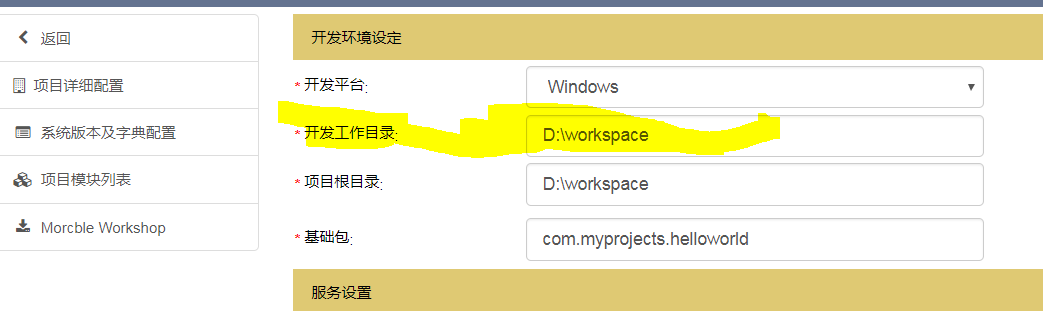 返回
项目详细配置
系统版本及字典配置
项目模块列表
Morcble Workshop
开发环境设定
* 开发平台:
Windows
* 开发工作目录:
D:\workspace
* 项目根目录:
D:\workspace
* 基础包:
com.myprojects.helloworld
服务设置